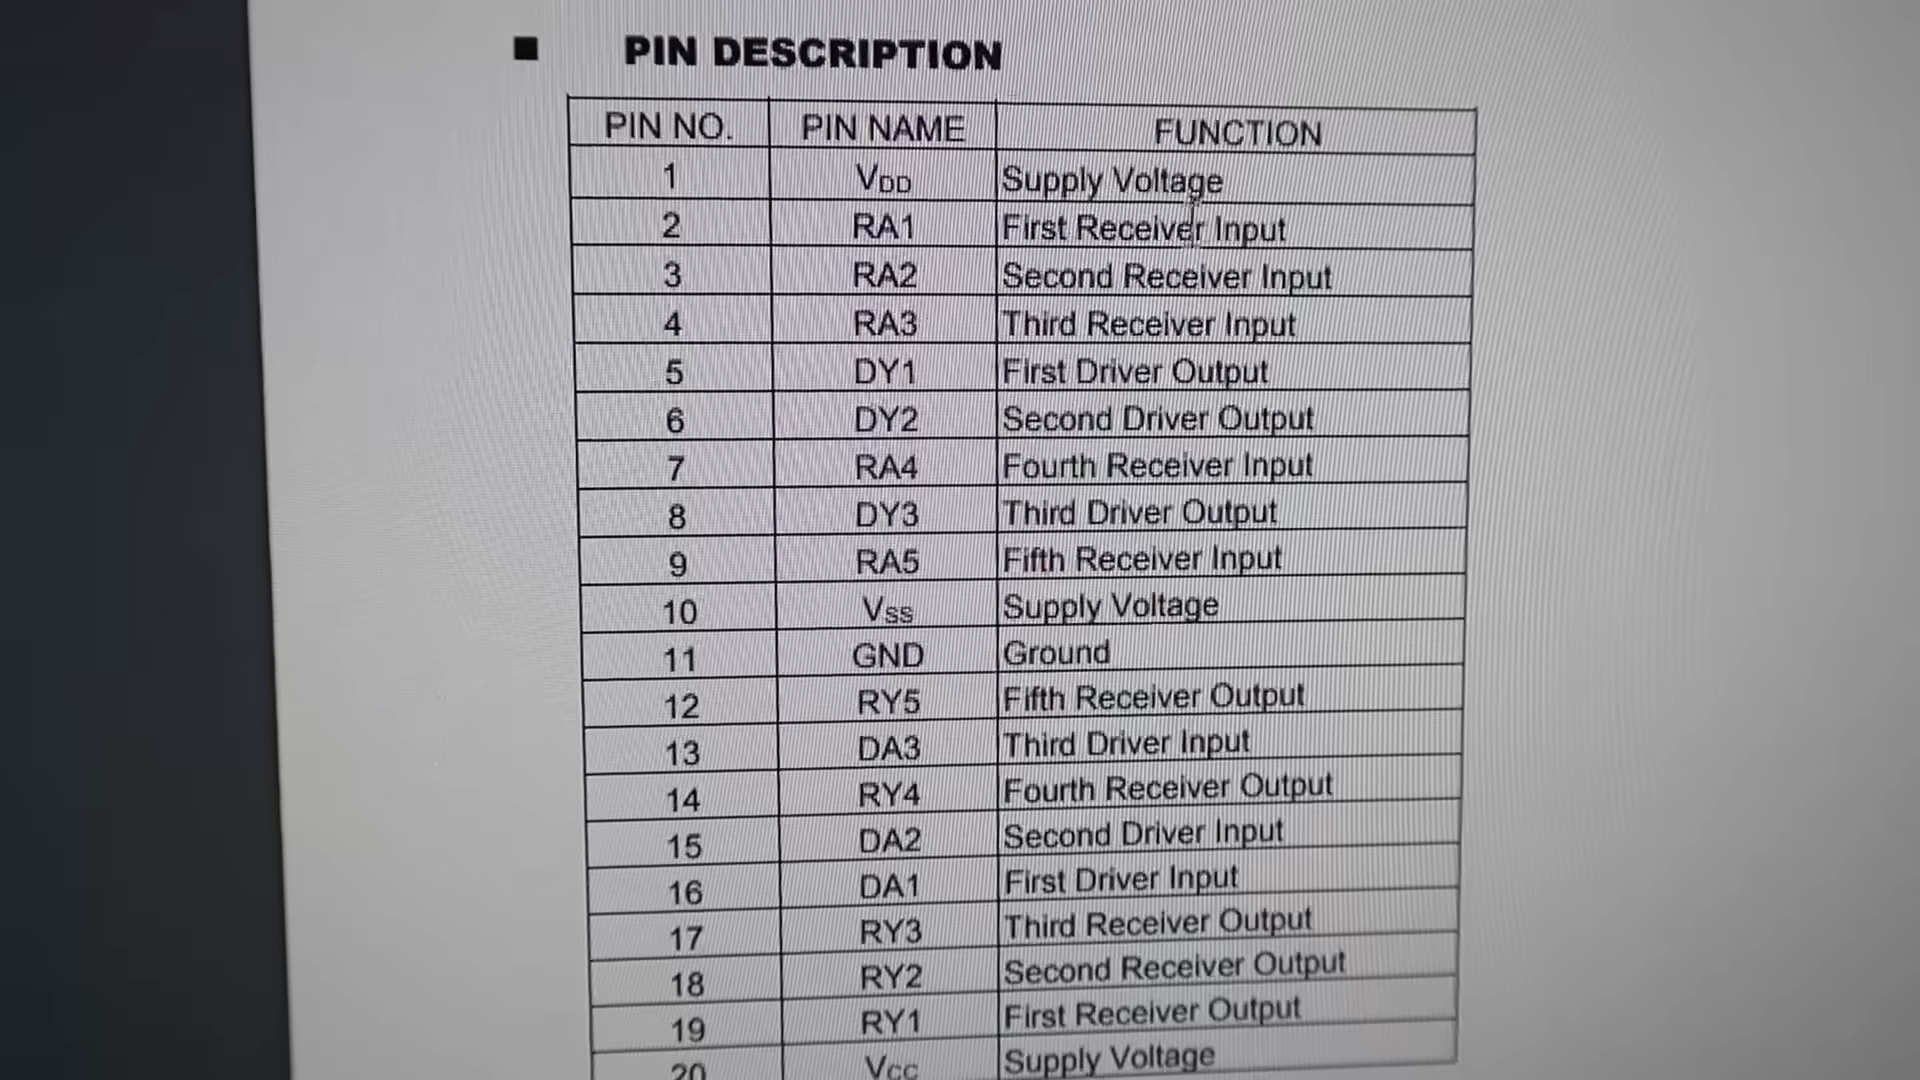 ■ PIN DESCRIPTION
PIN NO. PIN NAME FUNCTION
1 VDD Supply Voltage
2 RA1 First Receiver Input
3 RA2 Second Receiver Input
4 RA3 Third Receiver Input
5 DY1 First Driver Output
6 DY2 Second Driver Output
7 RA4 Fourth Receiver Input
8 DY3 Third Driver Output
9 RA5 Fifth Receiver Input
10 VSS Supply Voltage
11 GND Ground
12 RY5 Fifth Receiver Output
13 DA3 Third Driver Input
14 RY4 Fourth Receiver Output
15 DA2 Second Driver Input
16 DA1 First Driver Input
17 RY3 Third Receiver Output
18 RY2 Second Receiver Output
19 RY1 First Receiver Output
20 VCC Supply Voltage